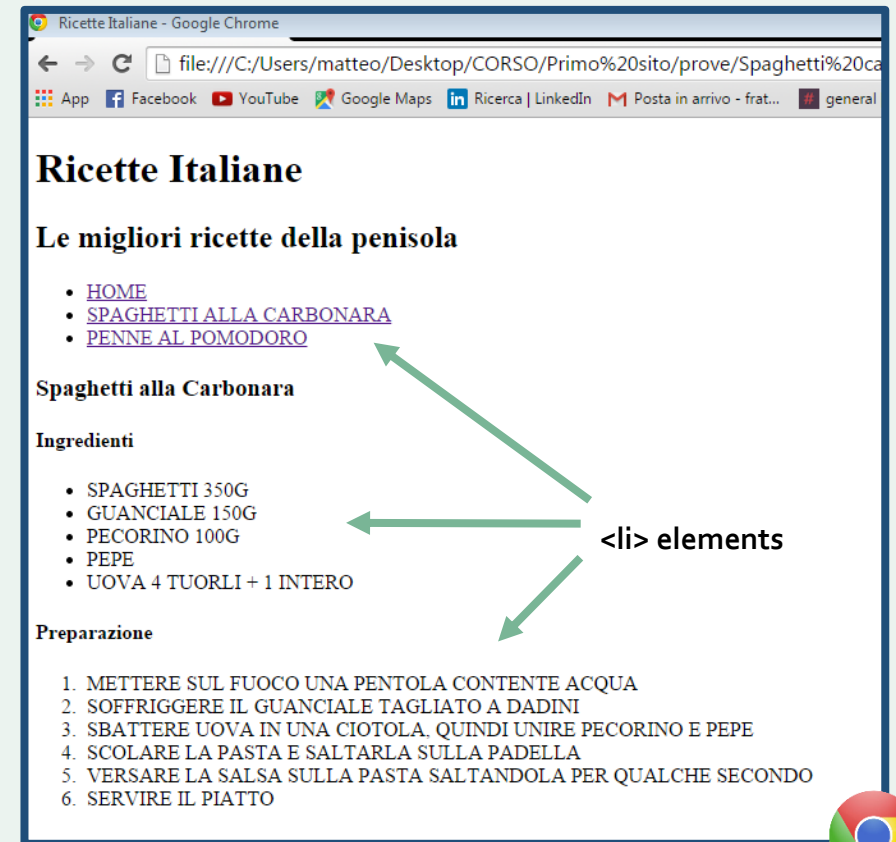 Ricette Italiane - Google Chrome
file:///C:/Users/matteo/Desktop/CORSO/Primo%20sito/prove/Spaghetti%20ca
App Facebook YouTube Google Maps Ricerca | LinkedIn Posta in arrivo - frat... general
Ricette Italiane
Le migliori ricette della penisola
• HOME
• SPAGHETTI ALLA CARBONARA
• PENNE AL POMODORO
Spaghetti alla Carbonara
Ingredienti
• SPAGHETTI 350G
• GUANCIALE 150G
• PECORINO 100G
• PEPE
• UOVA 4 TUORLI + 1 INTERO
<li> elements
Preparazione
1. METTERE SUL FUOCO UNA PENTOLA CONTENTE ACQUA
2. SOFFRIGGERE IL GUANCIALE TAGLIATO A DADINI
3. SBATTERE UOVA IN UNA CIOTOLA, QUINDI UNIRE PECORINO E PEPE
4. SCOLARE LA PASTA E SALTARLA SULLA PADELLA
5. VERSARE LA SALSA SULLA PASTA SALTANDOLA PER QUALCHE SECONDO
6. SERVIRE IL PIATTO